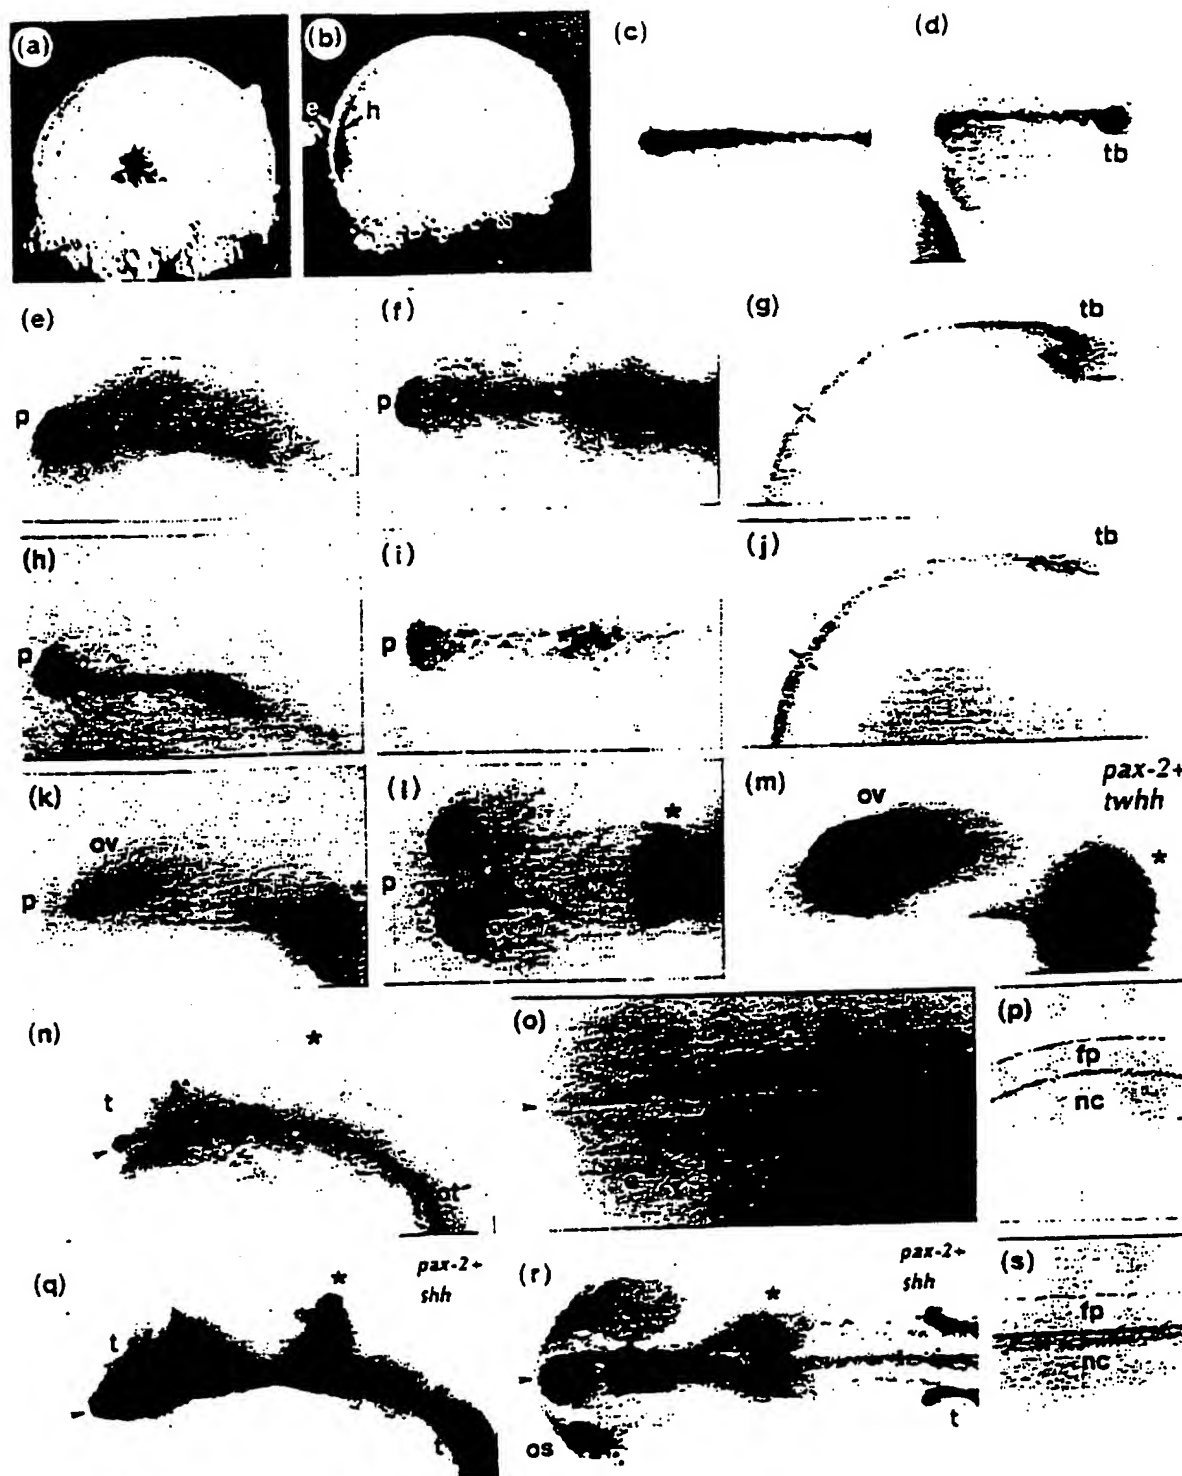 (a)
(b)
e
h
(c)
(d)
tb
(e)
p
(f)
p
(g)
tb
(h)
p
(i)
p
(j)
tb
(k)
ov
p
*
(l)
p
*
(m)
ov
pax-2+
twhh
*
(n)
*
t
(o)
(p)
fp
nc
(q)
t
*
pax-2+
shh
t
(r)
*
pax-2+
shh
os
t
(s)
fp
nc